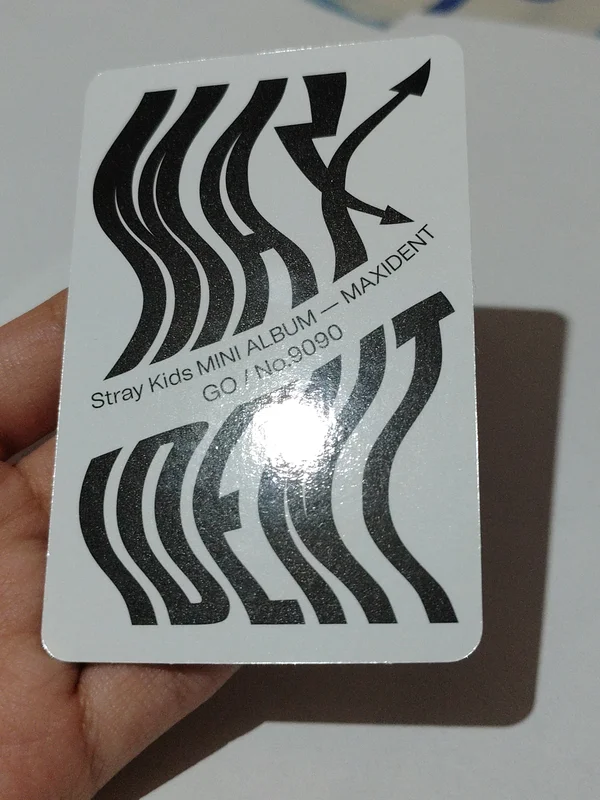 MAX
Stray Kids MINI ALBUM — MAXIDENT
GO / No.9090
IDENT